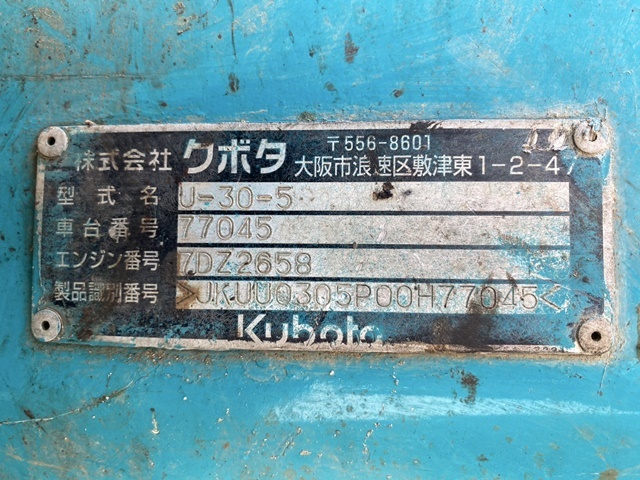 〒556-8601
株式会社 クボタ 大阪市浪速区敷津東1-2-47
型式名 U-30-5
車台番号 77045
エンジン番号 7DZ2658
製品識別番号 >UKUUQ305P00H77045<
Kubota